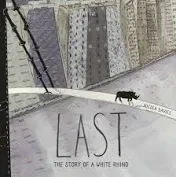 NICOLA DAVIES
LAST
THE STORY OF A WHITE RHINO